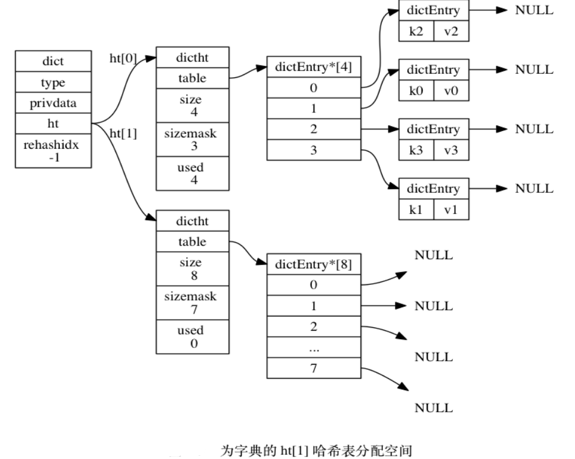 dict
type
privdata
ht
rehashidx
-1
ht[0]
ht[1]
dictht
table
size
4
sizemask
3
used
4
dictEntry*[4]
0
1
2
3
dictEntry
k2 v2
NULL
dictEntry
k0 v0
NULL
dictEntry
k3 v3
NULL
dictEntry
k1 v1
NULL
dictht
table
size
8
sizemask
7
used
0
dictEntry*[8]
0
1
2
...
7
NULL
NULL
NULL
NULL
为字典的 ht[1] 哈希表分配空间